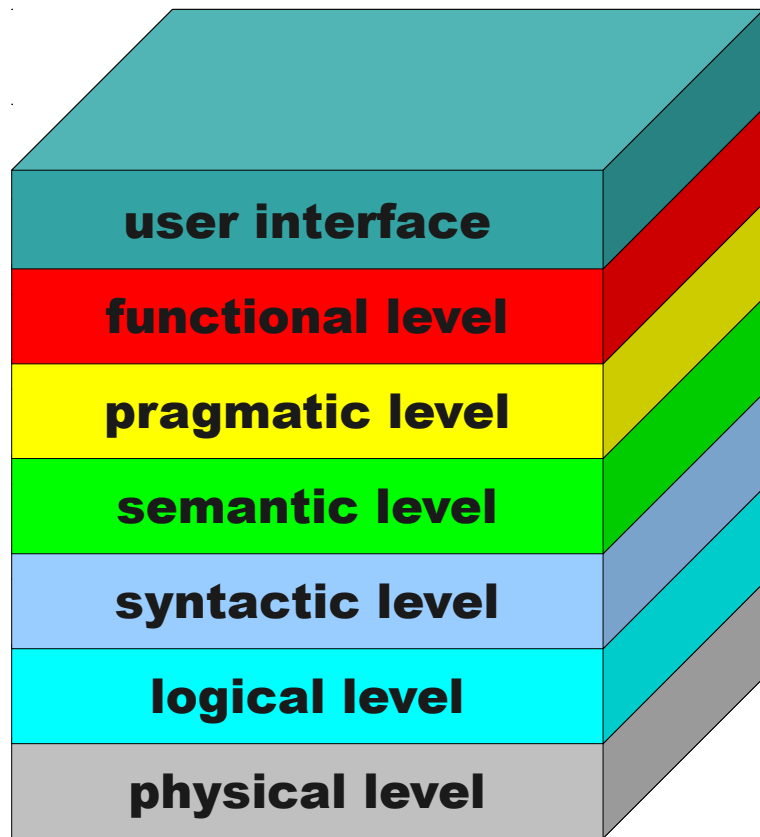 user interface
functional level
pragmatic level
semantic level
syntactic level
logical level
physical level